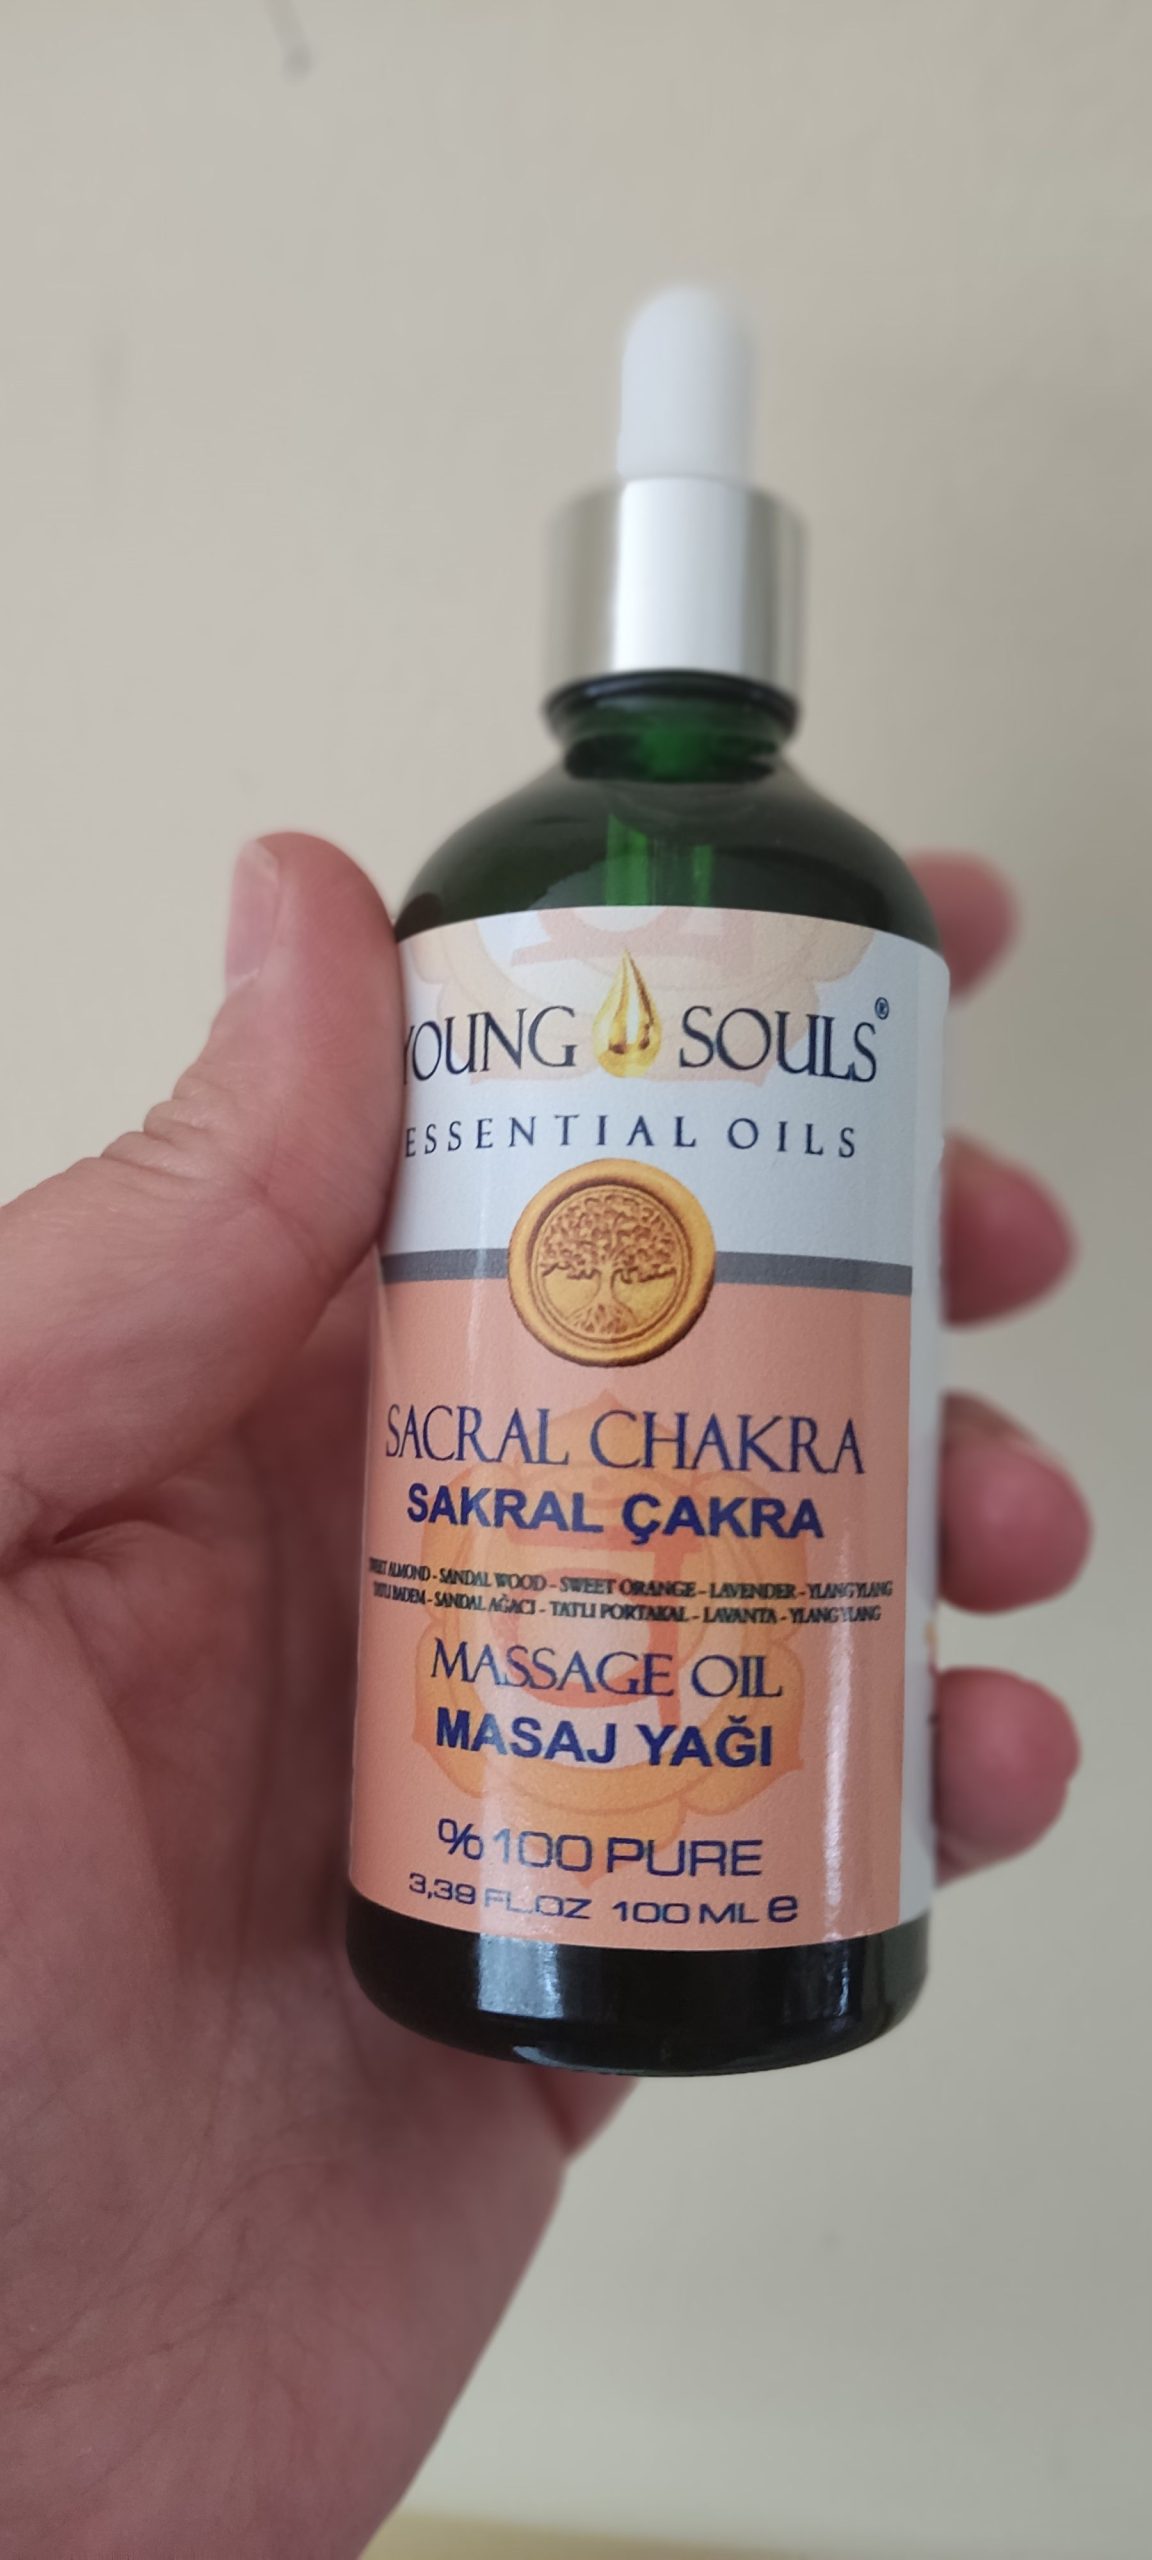 YOUNG SOULS®
ESSENTIAL OILS
SACRAL CHAKRA
SAKRAL ÇAKRA
SWEET ALMOND - SANDAL WOOD - SWEET ORANGE - LAVENDER - YLANG YLANG
TATLI BADEM - SANDAL AĞACI - TATLI PORTAKAL - LAVANTA - YLANG YLANG
MASSAGE OIL
MASAJ YAĞI
%100 PURE
3,39 FL.OZ 100 ML e